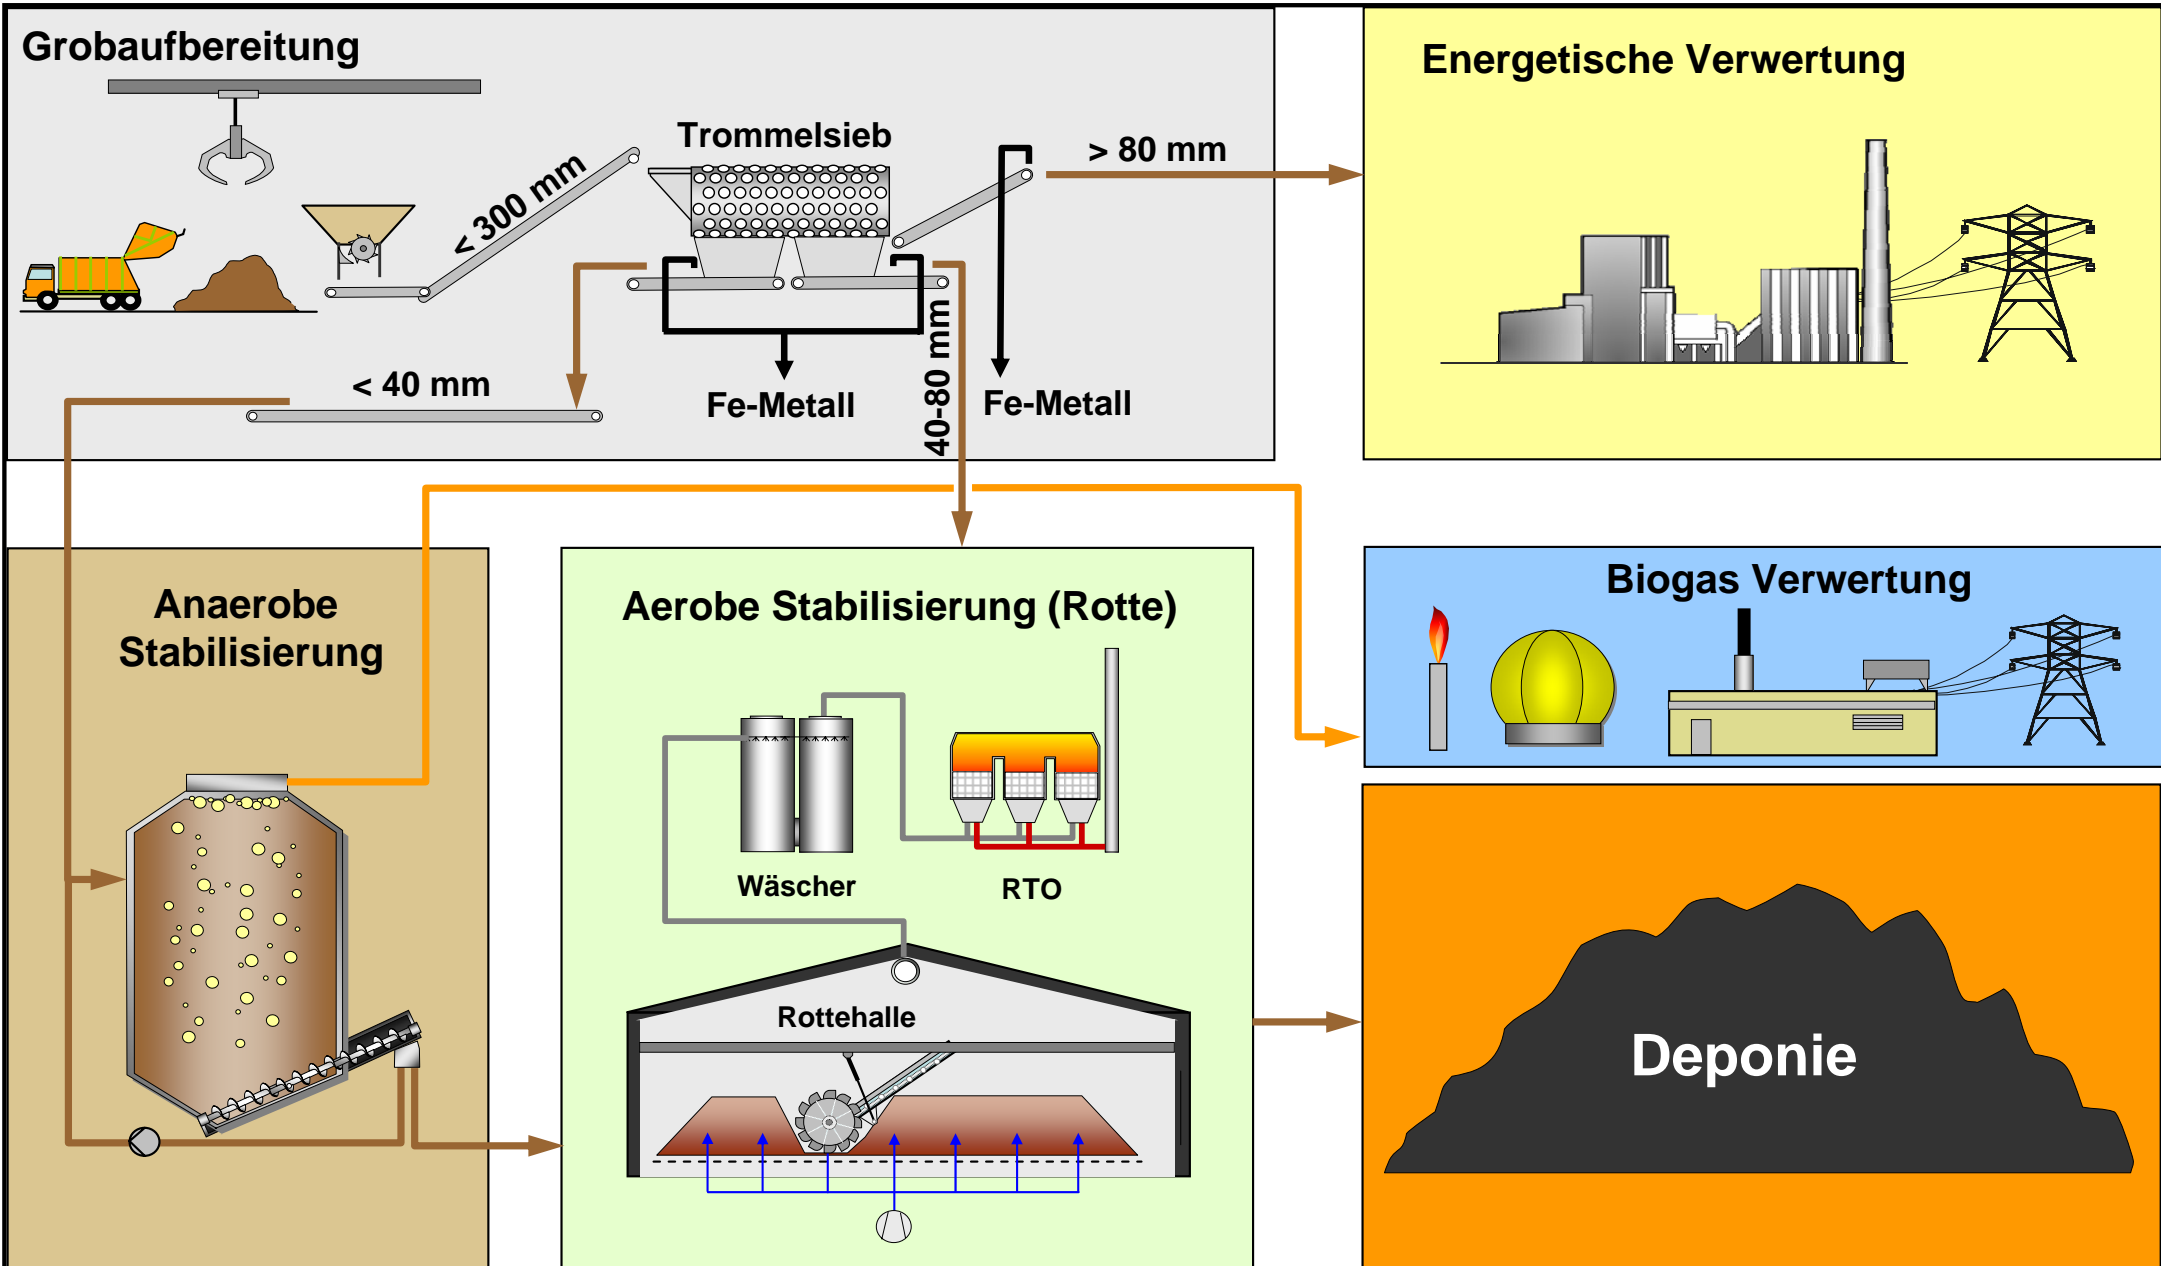 Grobaufbereitung
Trommelsieb
< 300 mm
> 80 mm
< 40 mm
Fe-Metall
40-80 mm
Fe-Metall
Energetische Verwertung
Anaerobe
Stabilisierung
Aerobe Stabilisierung (Rotte)
Wäscher
RTO
Rottehalle
Biogas Verwertung
Deponie